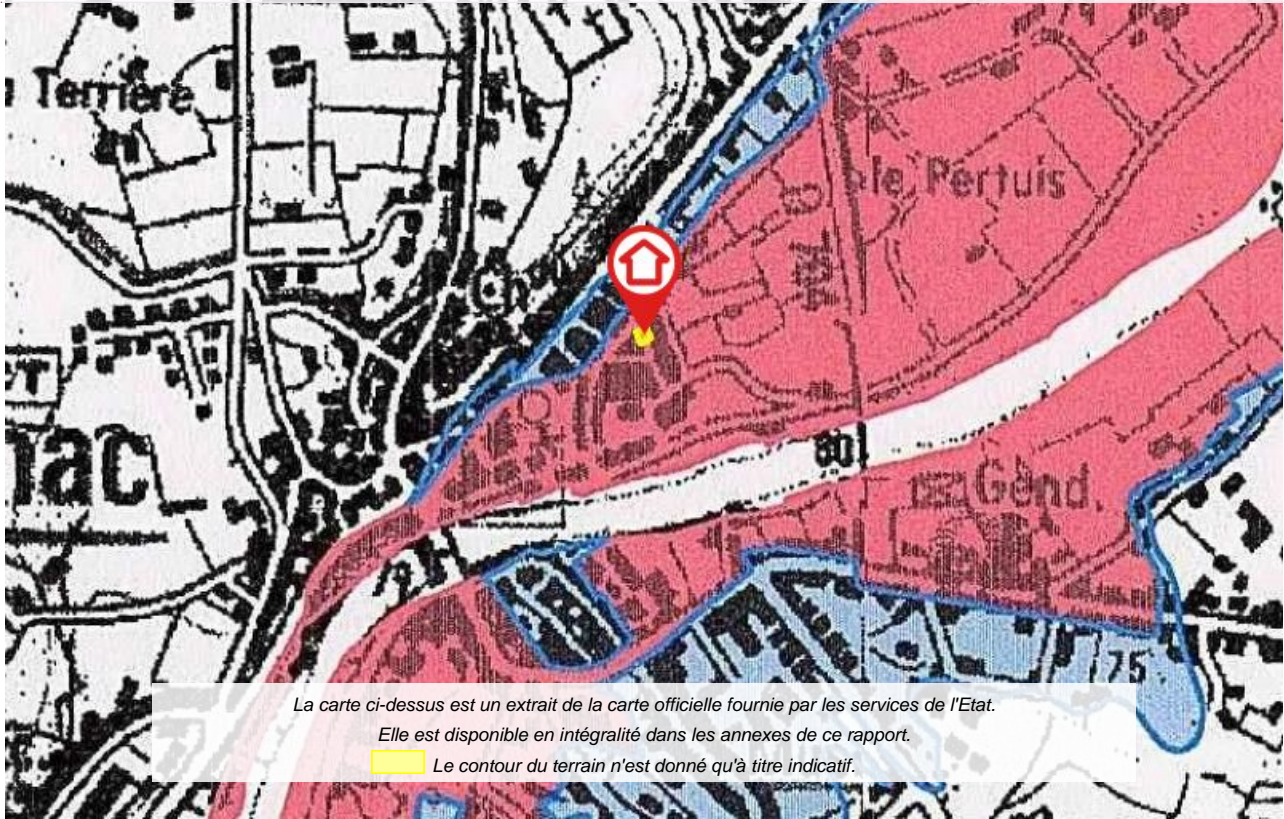 Terrière
le Pertuis
108
Gend.
79
75
La carte ci-dessus est un extrait de la carte officielle fournie par les services de l'Etat.
Elle est disponible en intégralité dans les annexes de ce rapport.
Le contour du terrain n'est donné qu'à titre indicatif.